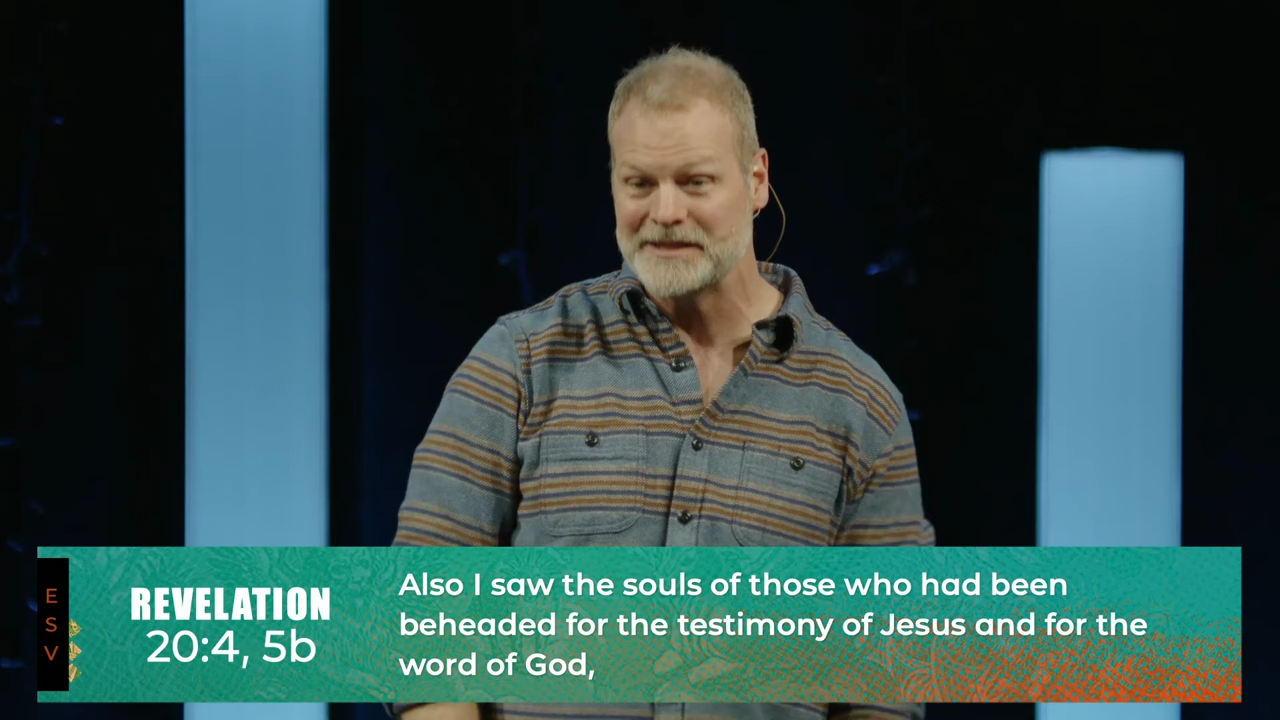 ESV
REVELATION
20:4, 5b
Also I saw the souls of those who had been
beheaded for the testimony of Jesus and for the
word of God,